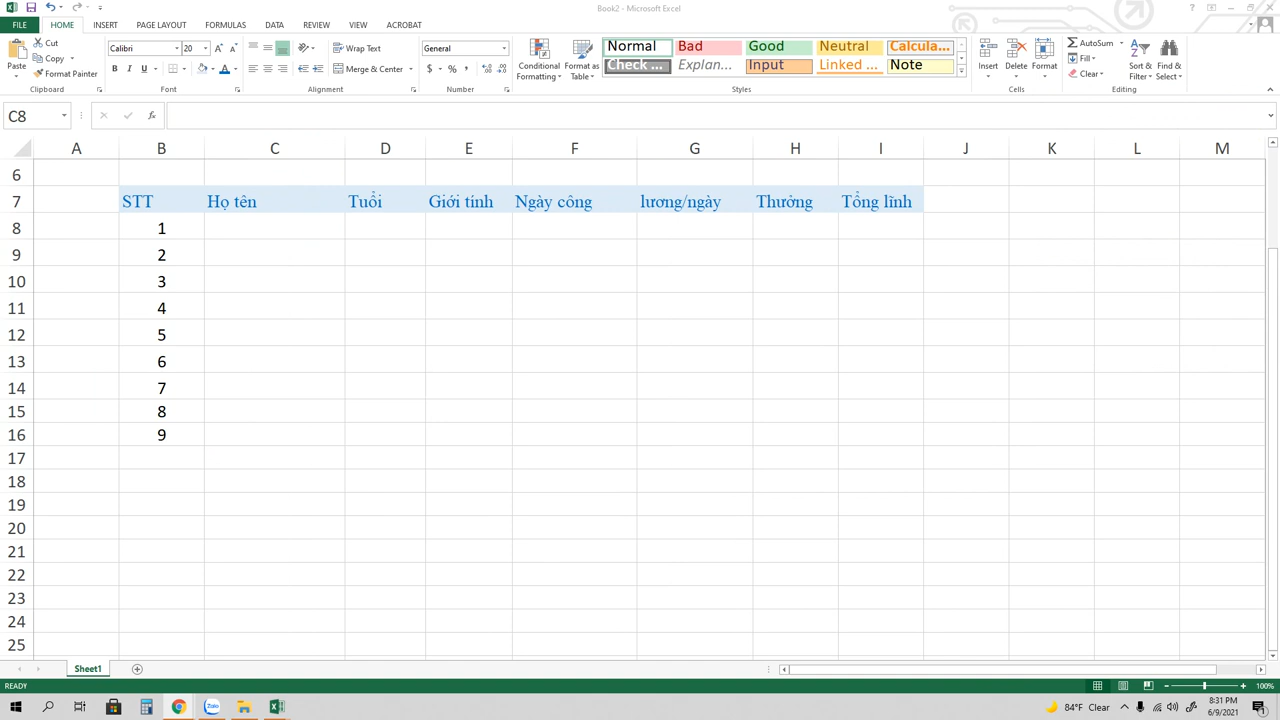 Book2 - Microsoft Excel
FILE HOME INSERT PAGE LAYOUT FORMULAS DATA REVIEW VIEW ACROBAT
Paste
Cut
Copy
Format Painter
Clipboard
Calibri 20
B I U
Font
Wrap Text
Merge & Center
Alignment
General
$ % ,
Number
Conditional Formatting
Format as Table
Normal Bad Good Neutral Calcula...
Check ... Explan... Input Linked ... Note
Styles
Insert Delete Format
Cells
AutoSum
Fill
Clear
Sort & Filter
Find & Select
Editing
C8
fx
A B C D E F G H I J K L M
6
7 STT Họ tên Tuổi Giới tính Ngày công lương/ngày Thưởng Tổng lĩnh
8 1
9 2
10 3
11 4
12 5
13 6
14 7
15 8
16 9
17
18
19
20
21
22
23
24
25
Sheet1
READY
100%
Zalo
84°F Clear
8:31 PM
6/9/2021